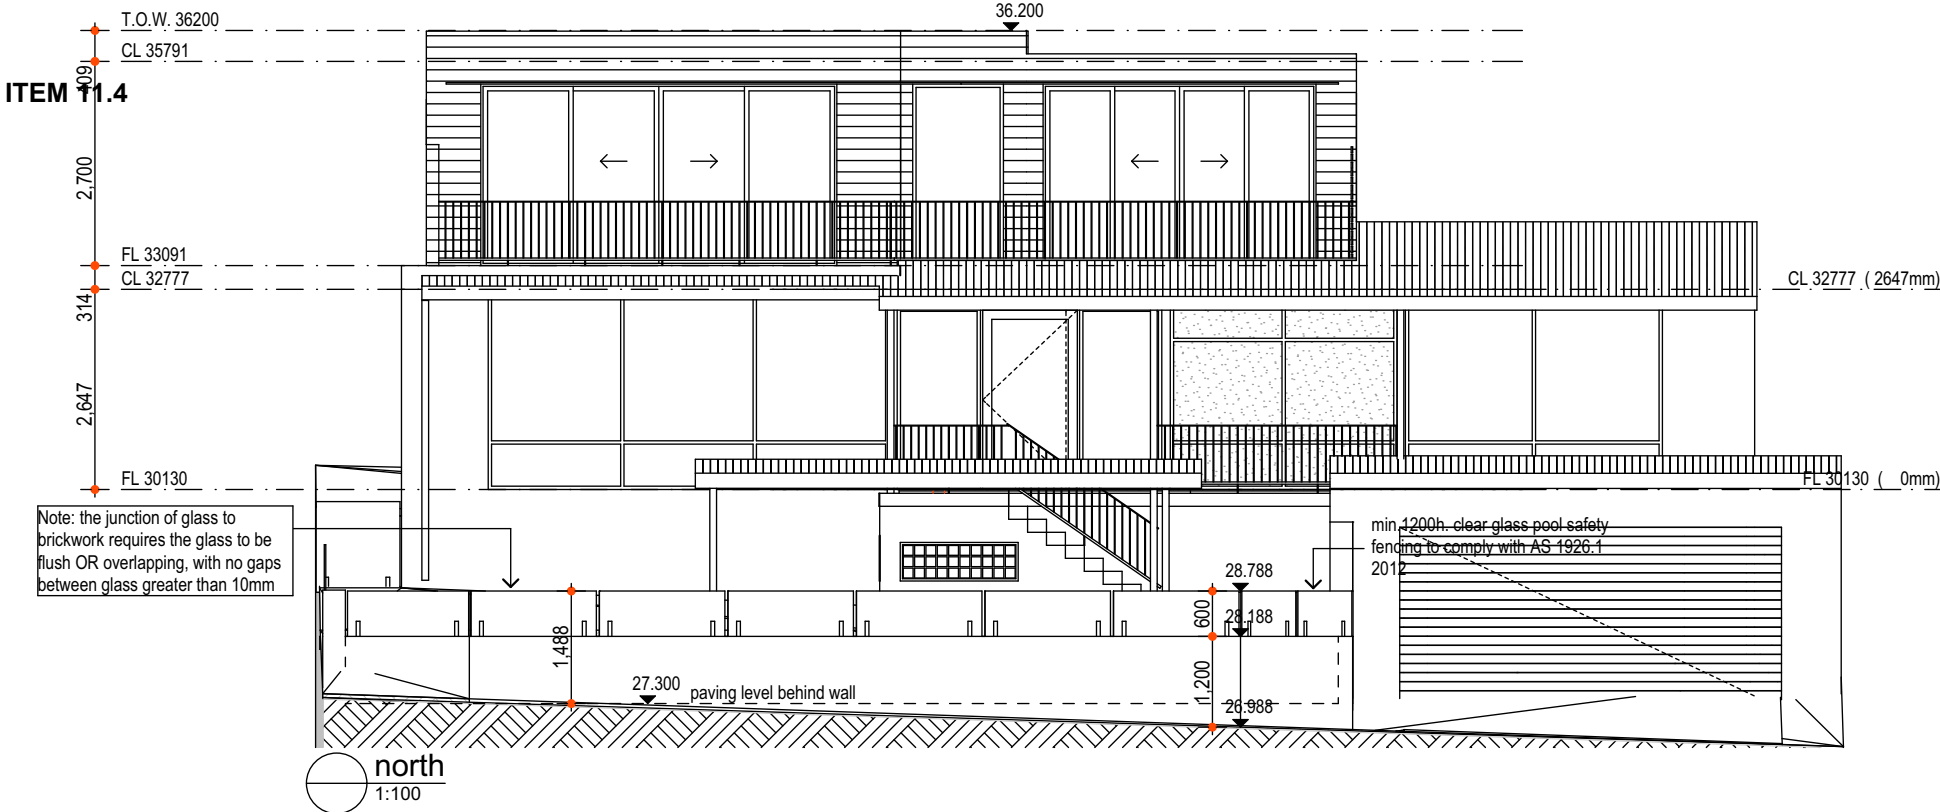 T.O.W. 36200
36.200
CL 35791
409
ITEM 11.4
2,700
FL 33091
CL 32777
CL 32777 ( 2647mm)
314
2,647
FL 30130
FL 30130 ( 0mm)
Note: the junction of glass to
brickwork requires the glass to be
flush OR overlapping, with no gaps
between glass greater than 10mm
min.1200h. clear glass pool safety
fencing to comply with AS 1926.1
2012
28.788
600
28.188
1,488
27.300
paving level behind wall
1,200
26.988
north
1:100